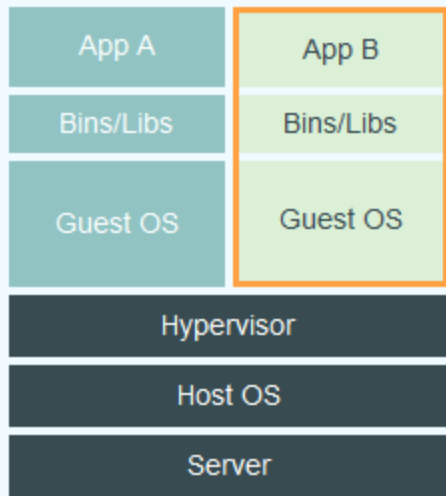 App A
Bins/Libs
Guest OS
App B
Bins/Libs
Guest OS
Hypervisor
Host OS
Server